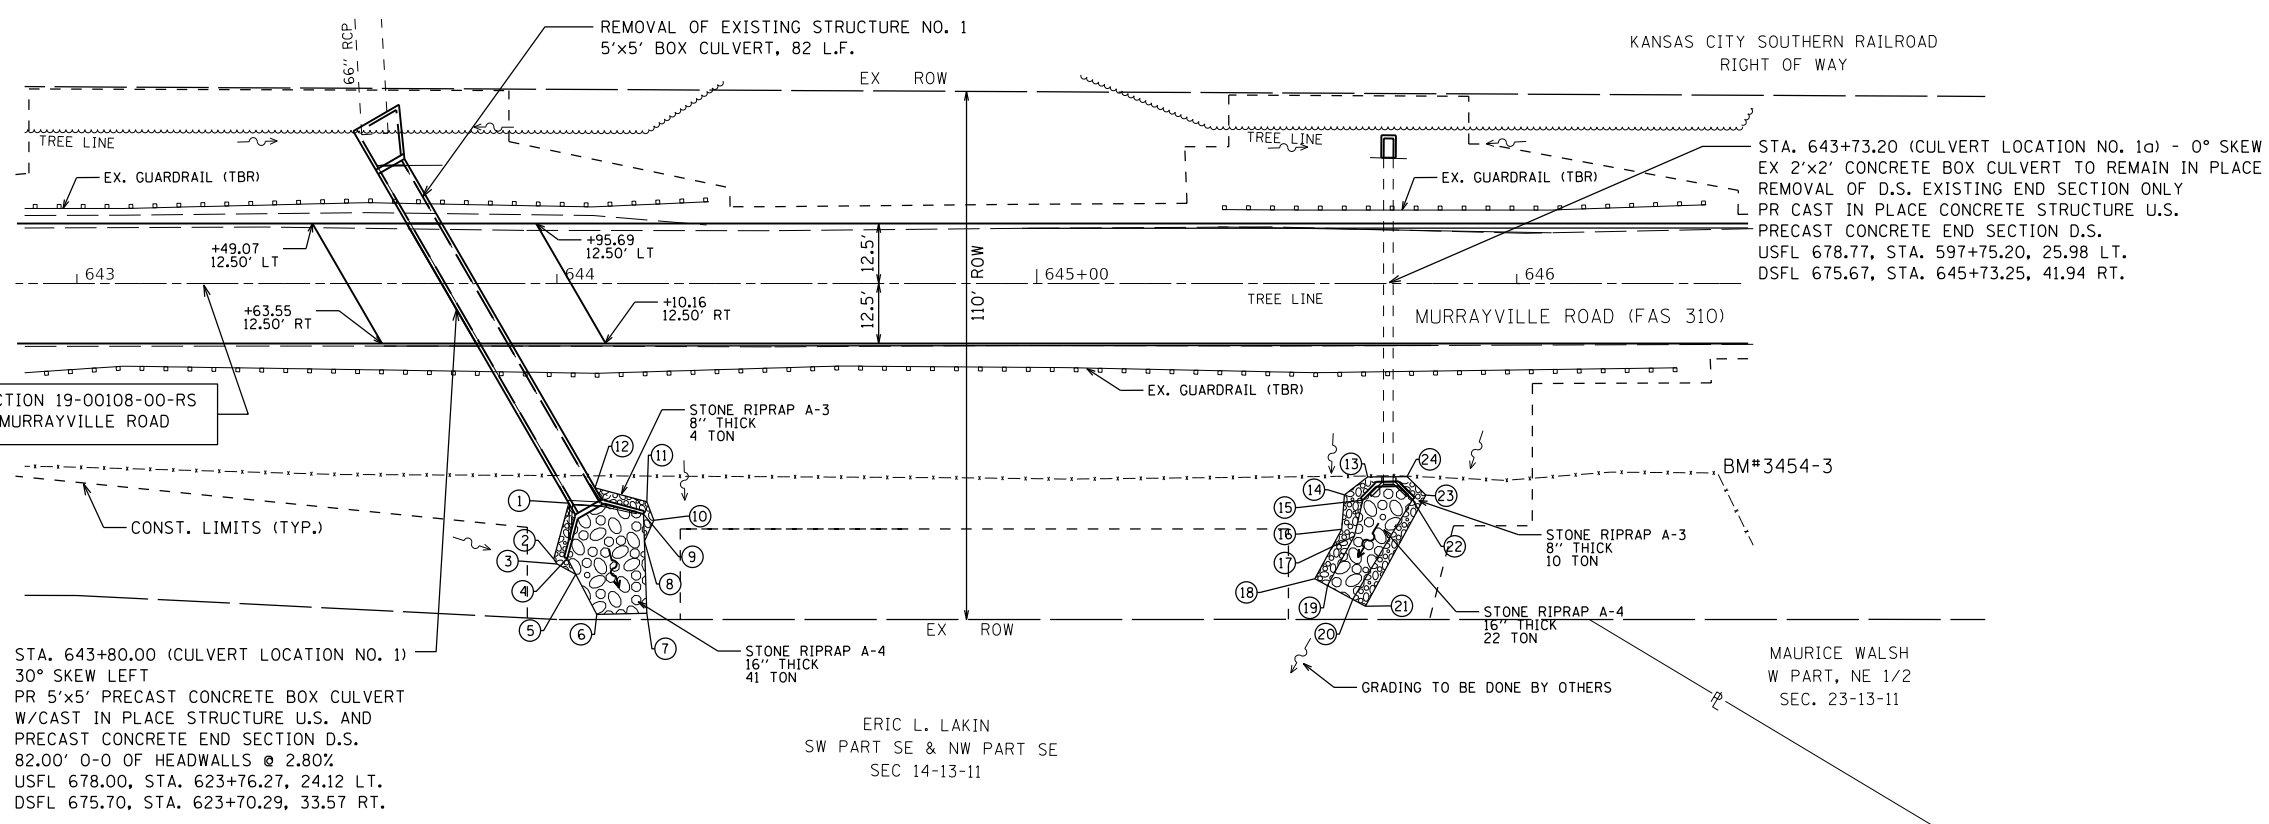 REMOVAL OF EXISTING STRUCTURE NO. 1
5'x5' BOX CULVERT, 82 L.F.
66" RCP
EX ROW
KANSAS CITY SOUTHERN RAILROAD
RIGHT OF WAY
TREE LINE
TREE LINE
EX. GUARDRAIL (TBR)
EX. GUARDRAIL (TBR)
STA. 643+73.20 (CULVERT LOCATION NO. 1a) - 0° SKEW
EX 2'x2' CONCRETE BOX CULVERT TO REMAIN IN PLACE
REMOVAL OF D.S. EXISTING END SECTION ONLY
PR CAST IN PLACE CONCRETE STRUCTURE U.S.
PRECAST CONCRETE END SECTION D.S.
USFL 678.77, STA. 597+75.20, 25.98 LT.
DSFL 675.67, STA. 645+73.25, 41.94 RT.
+49.07
12.50' LT
+95.69
12.50' LT
12.5'
110' ROW
643
644
645+00
646
TREE LINE
+63.55
12.50' RT
+10.16
12.50' RT
12.5'
MURRAYVILLE ROAD (FAS 310)
EX. GUARDRAIL (TBR)
CTION 19-00108-00-RS
MURRAYVILLE ROAD
STONE RIPRAP A-3
8" THICK
4 TON
12
11
13
24
BM#3454-3
1
14
23
15
10
CONST. LIMITS (TYP.)
2
16
STONE RIPRAP A-3
8" THICK
10 TON
22
9
3
17
8
4
18
19
21
STONE RIPRAP A-4
16" THICK
22 TON
5
6
20
EX ROW
7
STONE RIPRAP A-4
16" THICK
41 TON
STA. 643+80.00 (CULVERT LOCATION NO. 1)
30° SKEW LEFT
PR 5'x5' PRECAST CONCRETE BOX CULVERT
W/CAST IN PLACE STRUCTURE U.S. AND
PRECAST CONCRETE END SECTION D.S.
82.00' O-O OF HEADWALLS @ 2.80%
USFL 678.00, STA. 623+76.27, 24.12 LT.
DSFL 675.70, STA. 623+70.29, 33.57 RT.
GRADING TO BE DONE BY OTHERS
MAURICE WALSH
W PART, NE 1/2
SEC. 23-13-11
PL
ERIC L. LAKIN
SW PART SE & NW PART SE
SEC 14-13-11